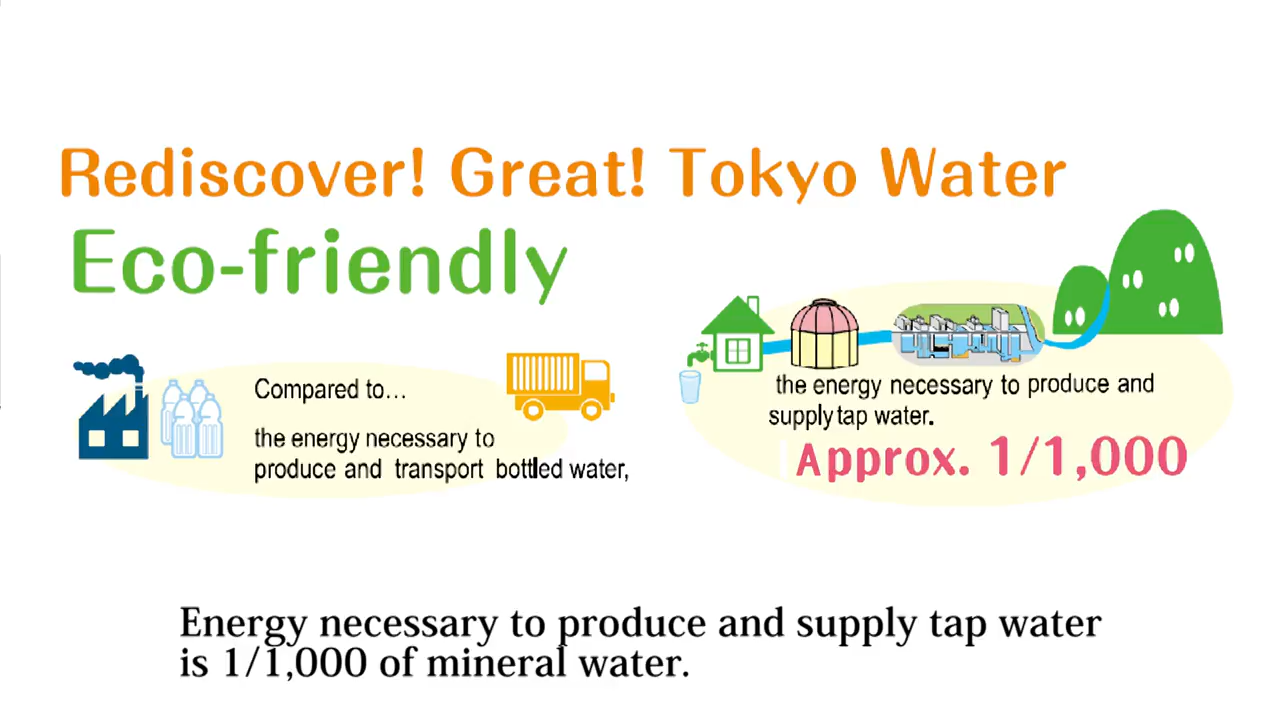 Rediscover! Great! Tokyo Water
Eco-friendly
Compared to...
the energy necessary to
produce and transport bottled water,
the energy necessary to produce and
supply tap water.
Approx. 1/1,000
Energy necessary to produce and supply tap water
is 1/1,000 of mineral water.